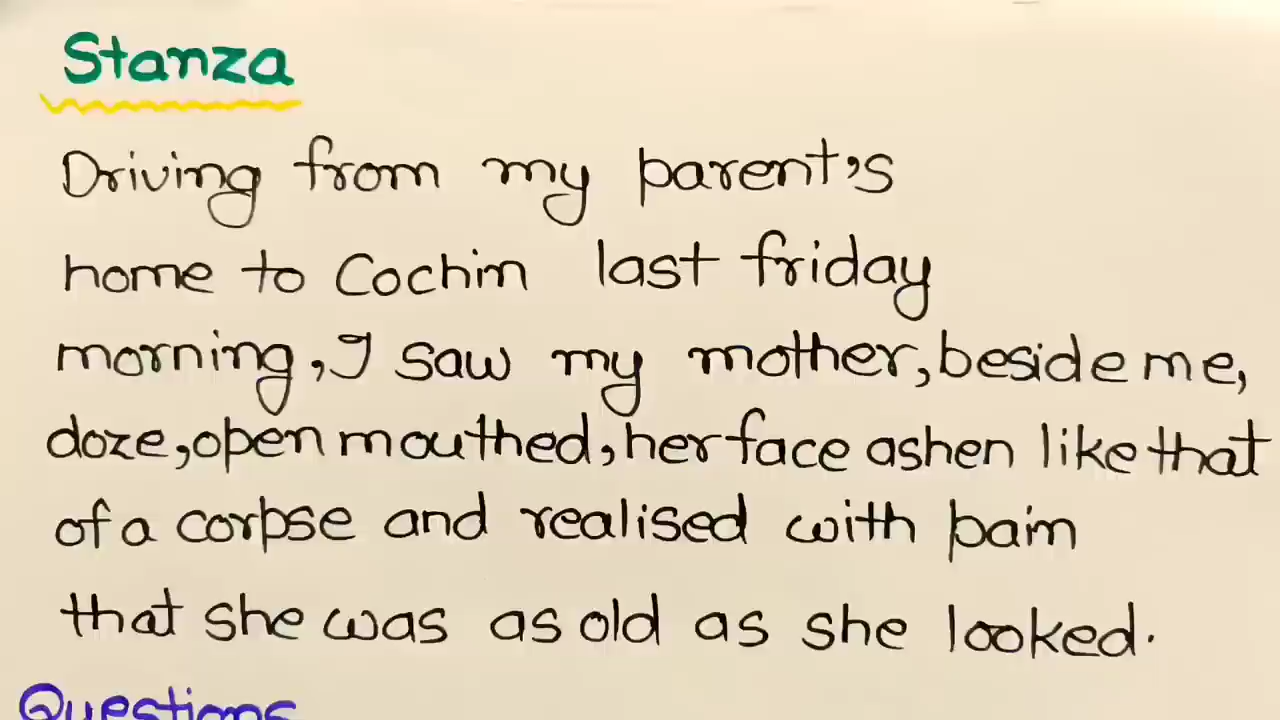 Stanza
Driving from my parent's
home to Cochin last friday
morning, I saw my mother, beside me,
doze, open mouthed, her face ashen like that
of a corpse and realised with pain
that she was as old as she looked.
Questions